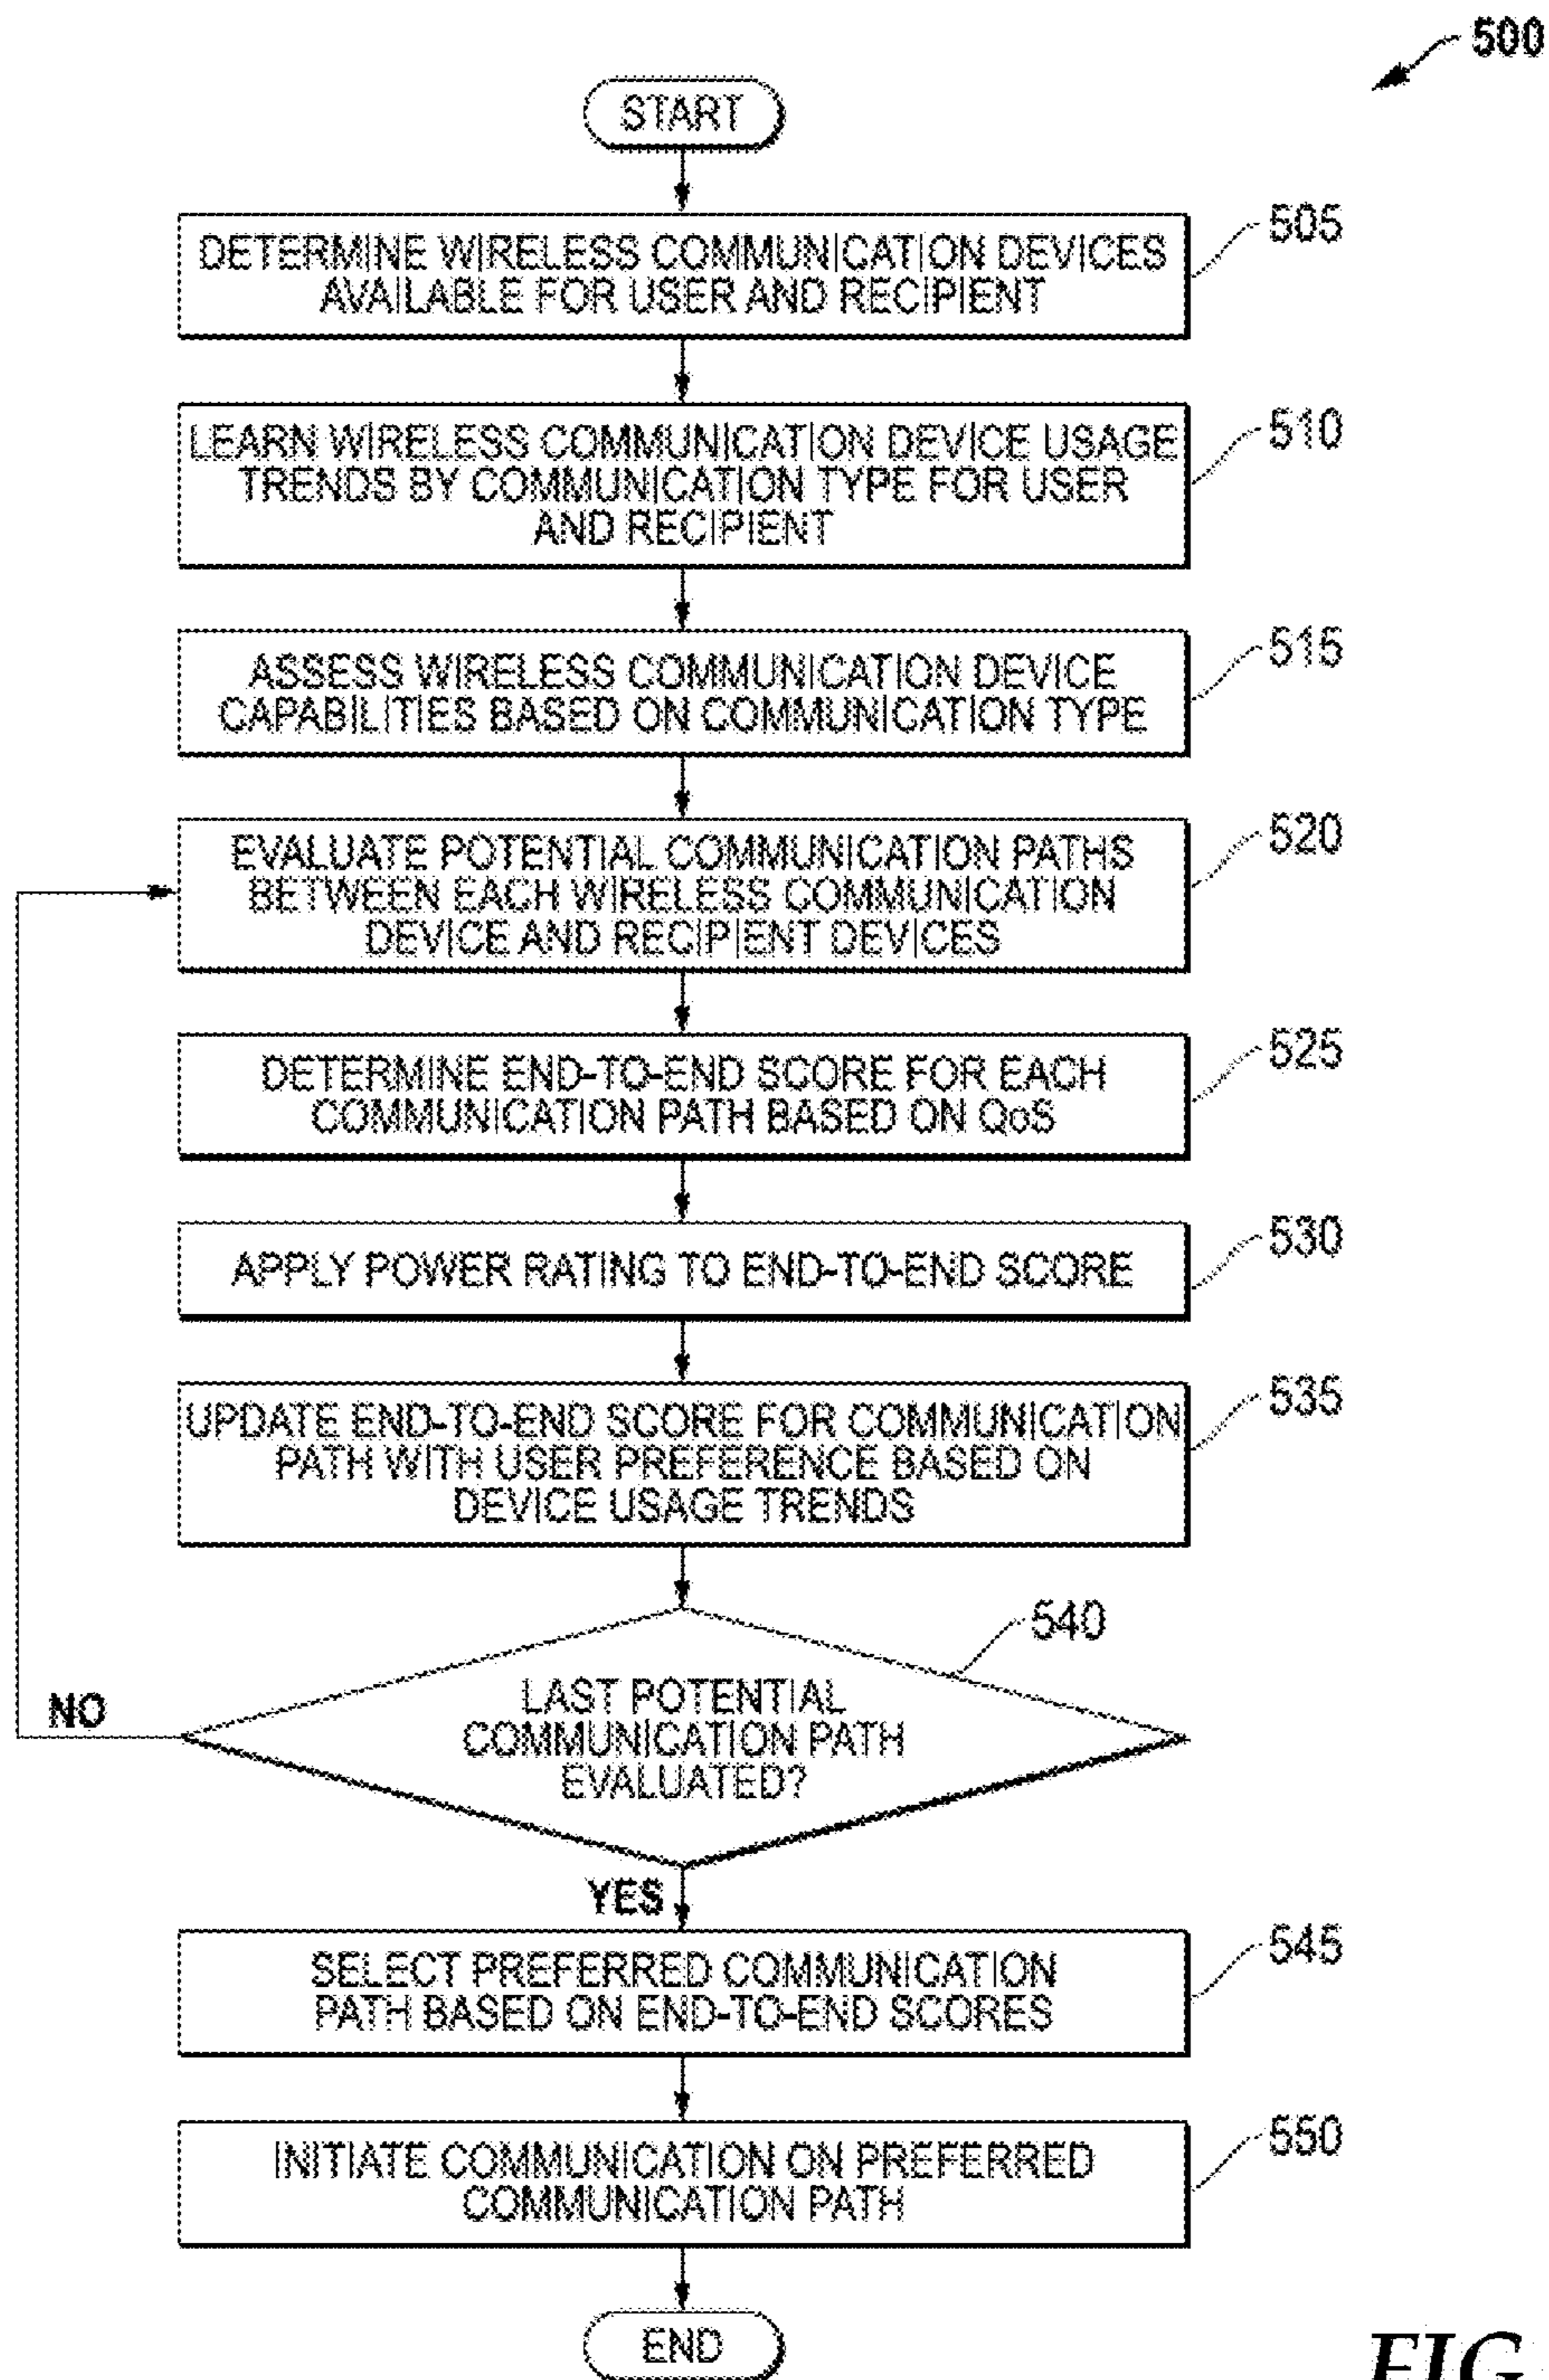 500
START
DETERMINE WIRELESS COMMUNICATION DEVICES
AVAILABLE FOR USER AND RECIPIENT
505
LEARN WIRELESS COMMUNICATION DEVICE USAGE
TRENDS BY COMMUNICATION TYPE FOR USER
AND RECIPIENT
510
ASSESS WIRELESS COMMUNICATION DEVICE
CAPABILITIES BASED ON COMMUNICATION TYPE
515
EVALUATE POTENTIAL COMMUNICATION PATHS
BETWEEN EACH WIRELESS COMMUNICATION
DEVICE AND RECIPIENT DEVICES
520
DETERMINE END-TO-END SCORE FOR EACH
COMMUNICATION PATH BASED ON QoS
525
APPLY POWER RATING TO END-TO-END SCORE
530
UPDATE END-TO-END SCORE FOR COMMUNICATION
PATH WITH USER PREFERENCE BASED ON
DEVICE USAGE TRENDS
535
540
LAST POTENTIAL
COMMUNICATION PATH
EVALUATED?
NO
YES
SELECT PREFERRED COMMUNICATION
PATH BASED ON END-TO-END SCORES
545
INITIATE COMMUNICATION ON PREFERRED
COMMUNICATION PATH
550
END
FIG